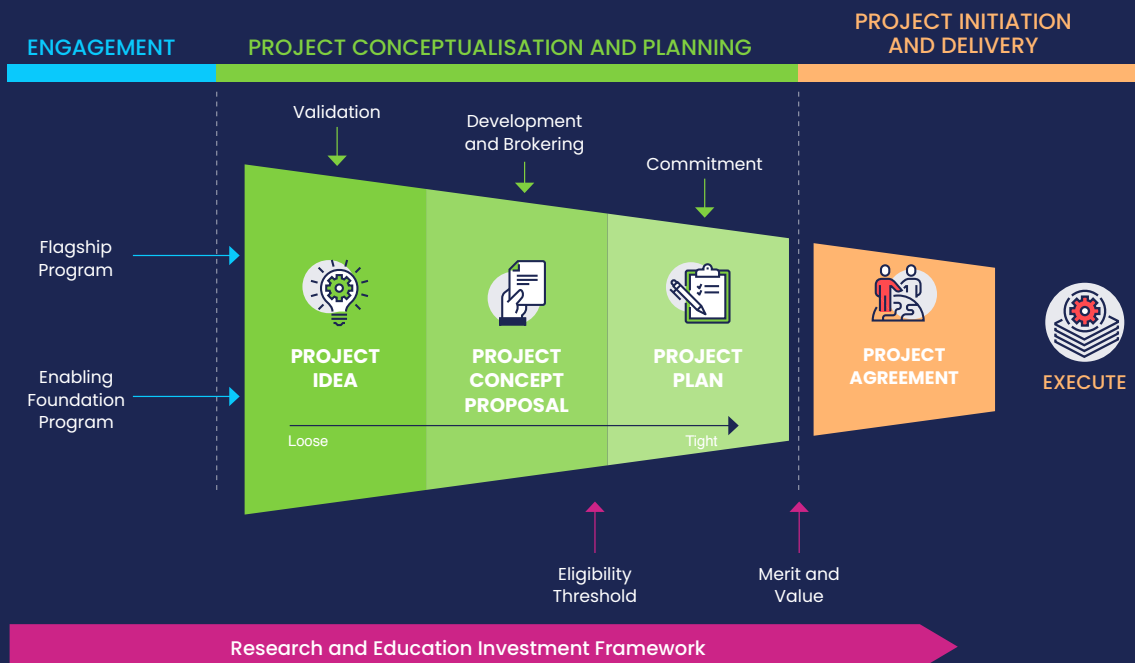 ENGAGEMENT
PROJECT CONCEPTUALISATION AND PLANNING
PROJECT INITIATION
AND DELIVERY
Validation
Development
and Brokering
Commitment
Flagship
Program
Enabling
Foundation
Program
PROJECT
IDEA
PROJECT
CONCEPT
PROPOSAL
PROJECT
PLAN
PROJECT
AGREEMENT
EXECUTE
Loose
Tight
Eligibility
Threshold
Merit and
Value
Research and Education Investment Framework